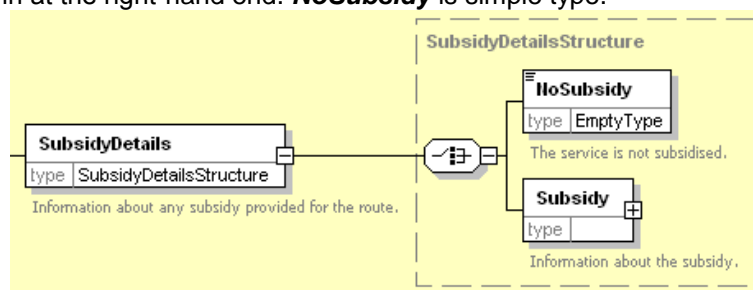 in at the right-hand end. NoSubsidy is simple type.
SubsidyDetailsStructure
NoSubsidy
type EmptyType
The service is not subsidised.
SubsidyDetails
type SubsidyDetailsStructure
Information about any subsidy provided for the route.
Subsidy
type
Information about the subsidy.